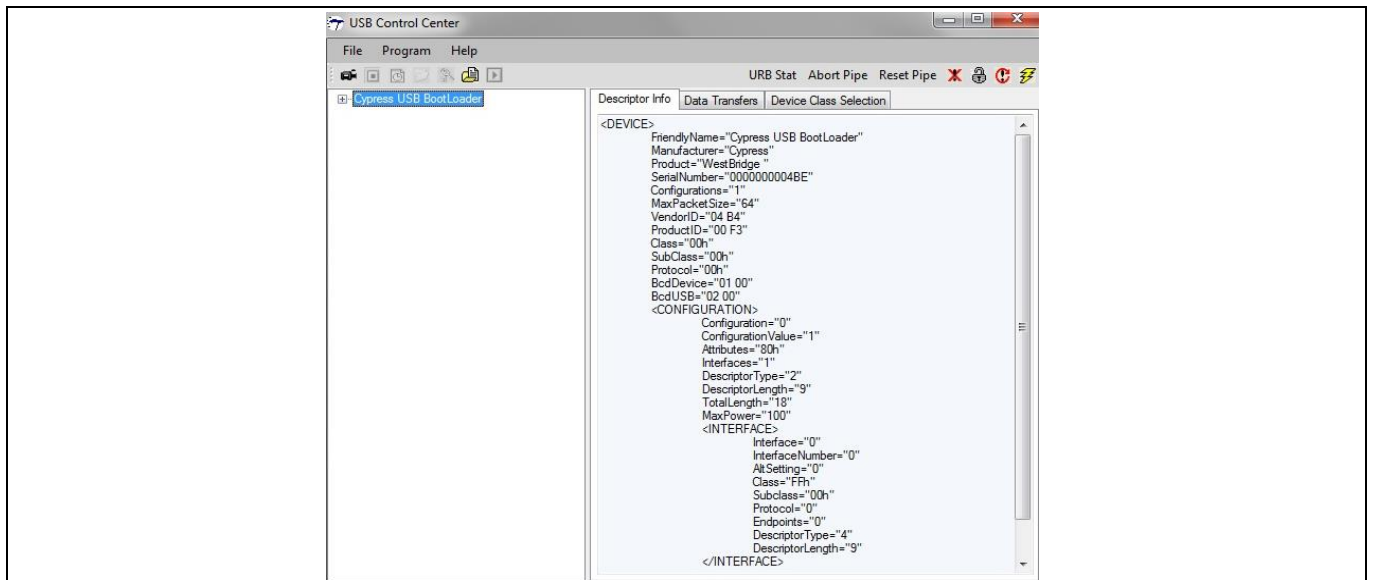 USB Control Center
File Program Help
URB Stat Abort Pipe Reset Pipe
Cypress USB BootLoader
Descriptor Info Data Transfers Device Class Selection
<DEVICE>
FriendlyName="Cypress USB BootLoader"
Manufacturer="Cypress"
Product="WestBridge "
SerialNumber="0000000004BE"
Configurations="1"
MaxPacketSize="64"
VendorID="04 B4"
ProductID="00 F3"
Class="00h"
SubClass="00h"
Protocol="00h"
BcdDevice="01 00"
BcdUSB="02 00"
<CONFIGURATION>
Configuration="0"
ConfigurationValue="1"
Attributes="80h"
Interfaces="1"
DescriptorType="2"
DescriptorLength="9"
TotalLength="18"
MaxPower="100"
<INTERFACE>
Interface="0"
InterfaceNumber="0"
AltSetting="0"
Class="FFh"
Subclass="00h"
Protocol="0"
Endpoints="0"
DescriptorType="4"
DescriptorLength="9"
</INTERFACE>